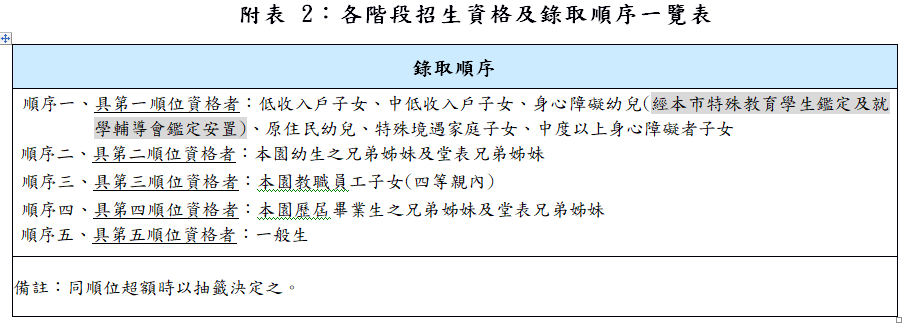 附表 2：各階段招生資格及錄取順序一覽表
錄取順序
順序一、具第一順位資格者：低收入戶子女、中低收入戶子女、身心障礙幼兒(經本市特殊教育學生鑑定及就
學輔導會鑑定安置)、原住民幼兒、特殊境遇家庭子女、中度以上身心障礙者子女
順序二、具第二順位資格者：本園幼生之兄弟姊妹及堂表兄弟姊妹
順序三、具第三順位資格者：本園教職員工子女(四等親內)
順序四、具第四順位資格者：本園歷屆畢業生之兄弟姊妹及堂表兄弟姊妹
順序五、具第五順位資格者：一般生
備註：同順位超額時以抽籤決定之。